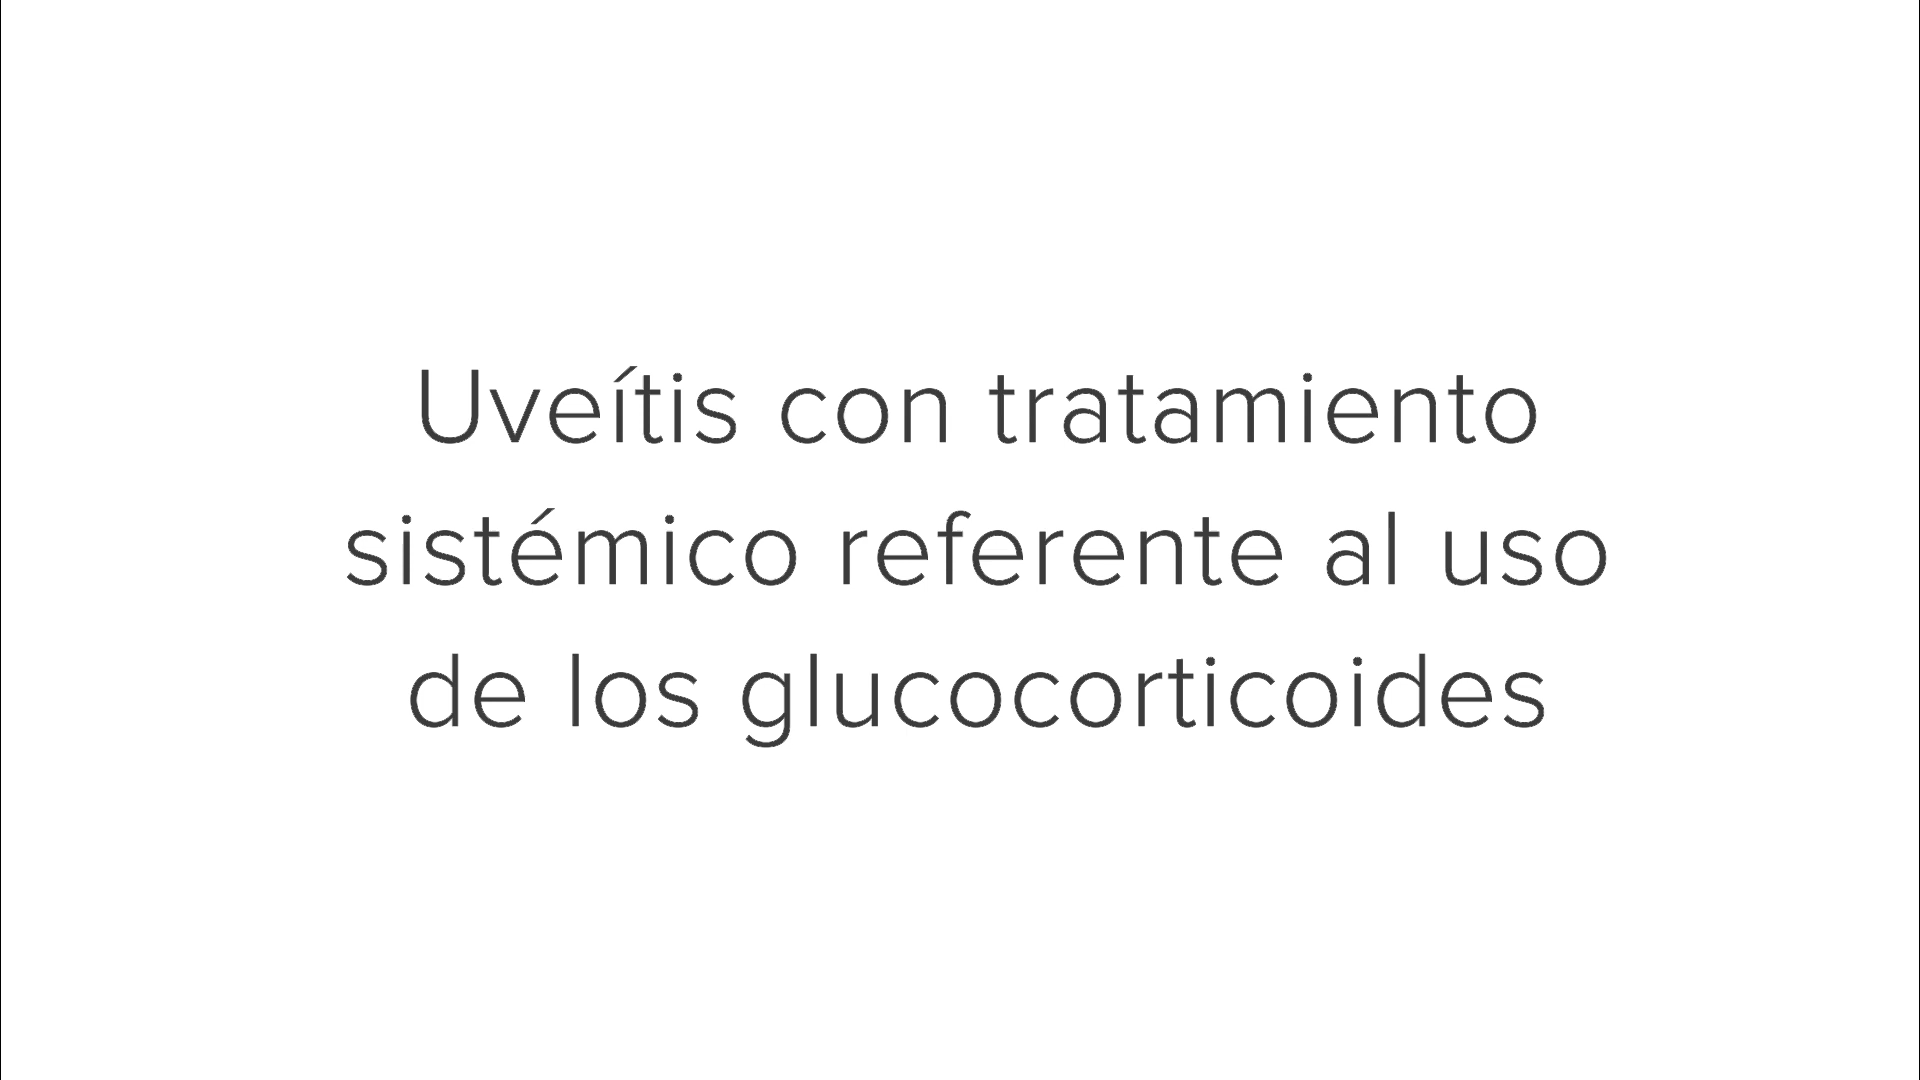 Uveítis con tratamiento
sistémico referente al uso
de los glucocorticoides